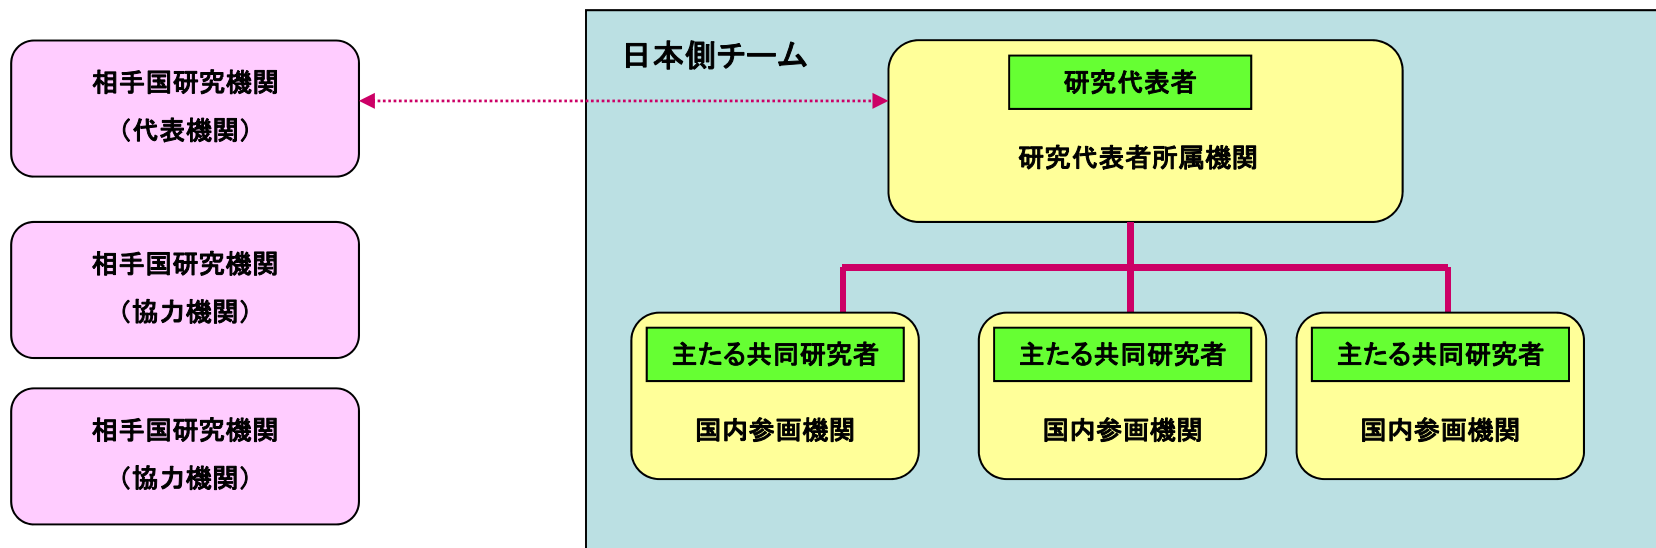 相手国研究機関
（代表機関）
相手国研究機関
（協力機関）
相手国研究機関
（協力機関）
日本側チーム
研究代表者
研究代表者所属機関
主たる共同研究者
国内参画機関
主たる共同研究者
国内参画機関
主たる共同研究者
国内参画機関